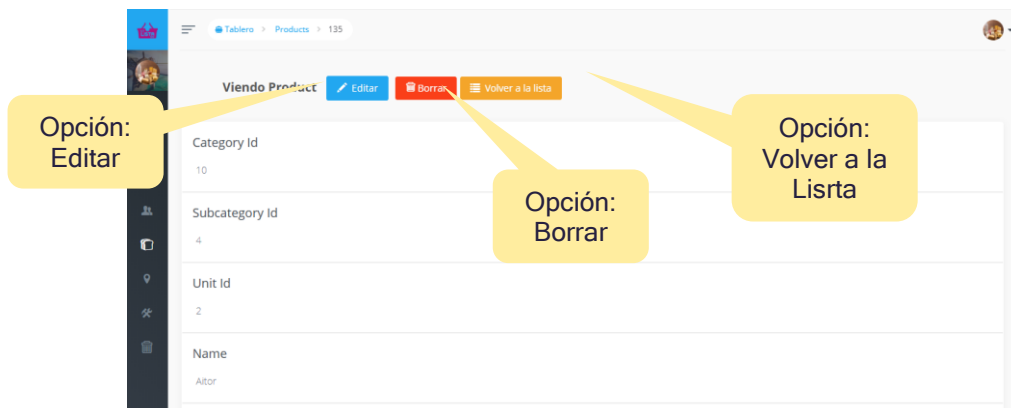 Tablero > Products > 135
Viendo Product Editar Borrar Volver a la lista
Opción:
Editar
Opción:
Volver a la
Lisrta
Opción:
Borrar
Category Id
10
Subcategory Id
4
Unit Id
2
Name
Aitor